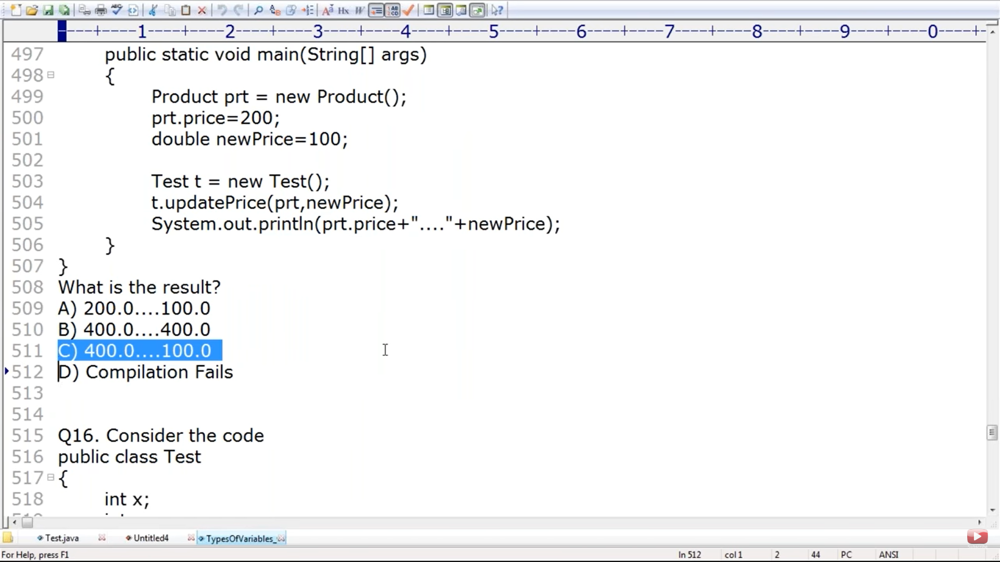 ----+----1----+----2----+----3----+----4----+----5----+----6----+----7----+----8----+----9----+----0----+-
497 public static void main(String[] args)
498 {
499 Product prt = new Product();
500 prt.price=200;
501 double newPrice=100;
502
503 Test t = new Test();
504 t.updatePrice(prt,newPrice);
505 System.out.println(prt.price+"...."+newPrice);
506 }
507 }
508 What is the result?
509 A) 200.0....100.0
510 B) 400.0....400.0
511 C) 400.0....100.0
512 D) Compilation Fails
513
514
515 Q16. Consider the code
516 public class Test
517 {
518 int x;
Test.java Untitled4 TypesOfVariables_
For Help, press F1 ln 512 col 1 2 44 PC ANSI